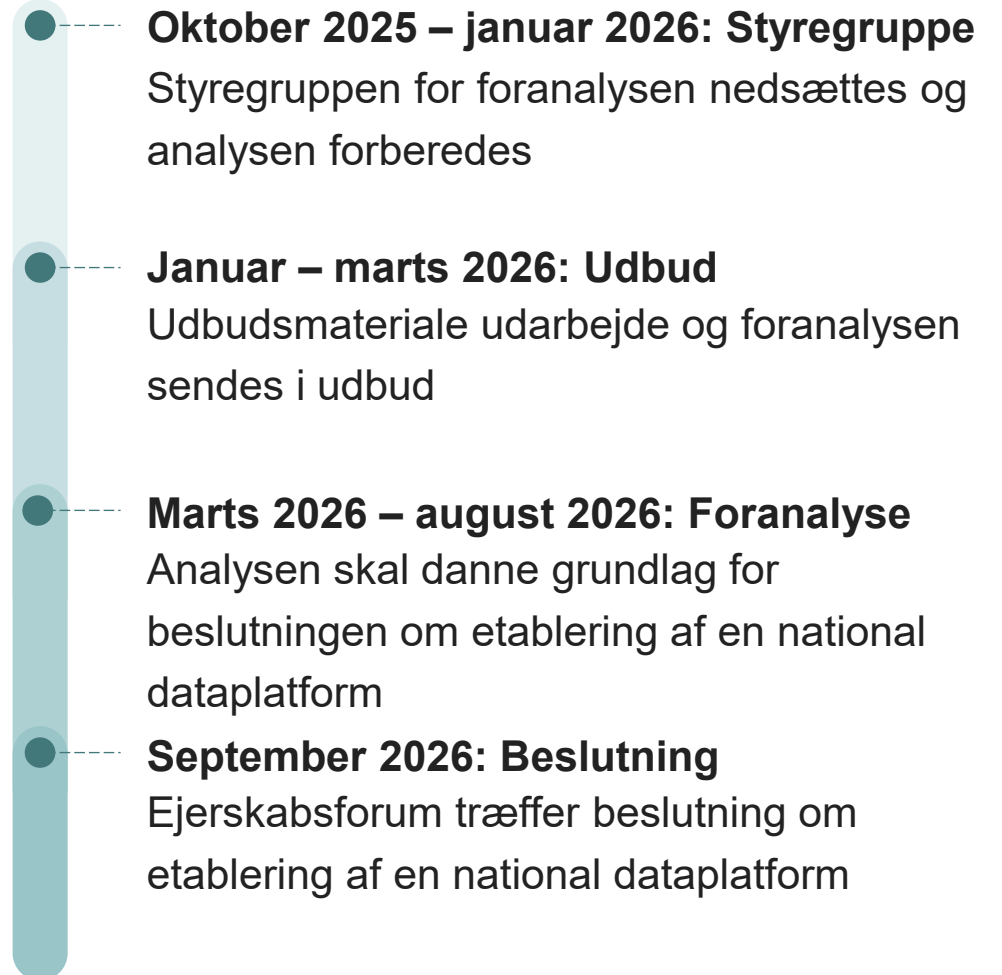 Oktober 2025 – januar 2026: Styregruppe
Styregruppen for foranalysen nedsættes og
analysen forberedes
Januar – marts 2026: Udbud
Udbudsmateriale udarbejde og foranalysen
sendes i udbud
Marts 2026 – august 2026: Foranalyse
Analysen skal danne grundlag for
beslutningen om etablering af en national
dataplatform
September 2026: Beslutning
Ejerskabsforum træffer beslutning om
etablering af en national dataplatform